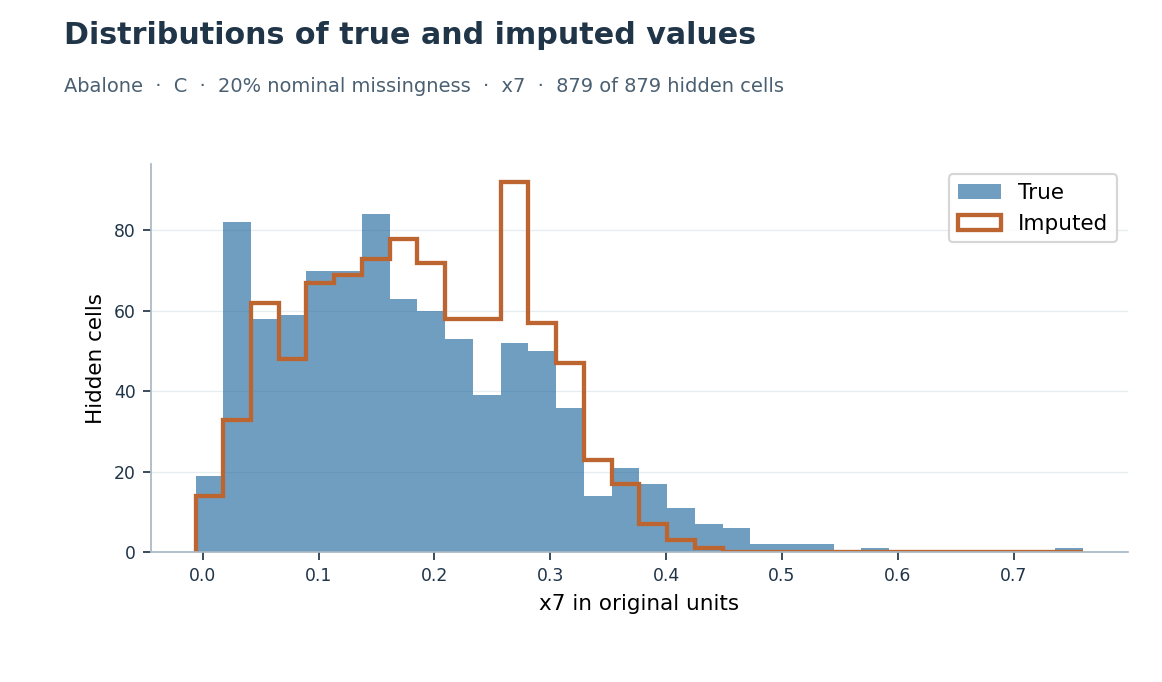 Distributions of true and imputed values
Abalone · C · 20% nominal missingness · x7 · 879 of 879 hidden cells
True
Imputed
Hidden cells
80
60
40
20
0
0.0 0.1 0.2 0.3 0.4 0.5 0.6 0.7
x7 in original units